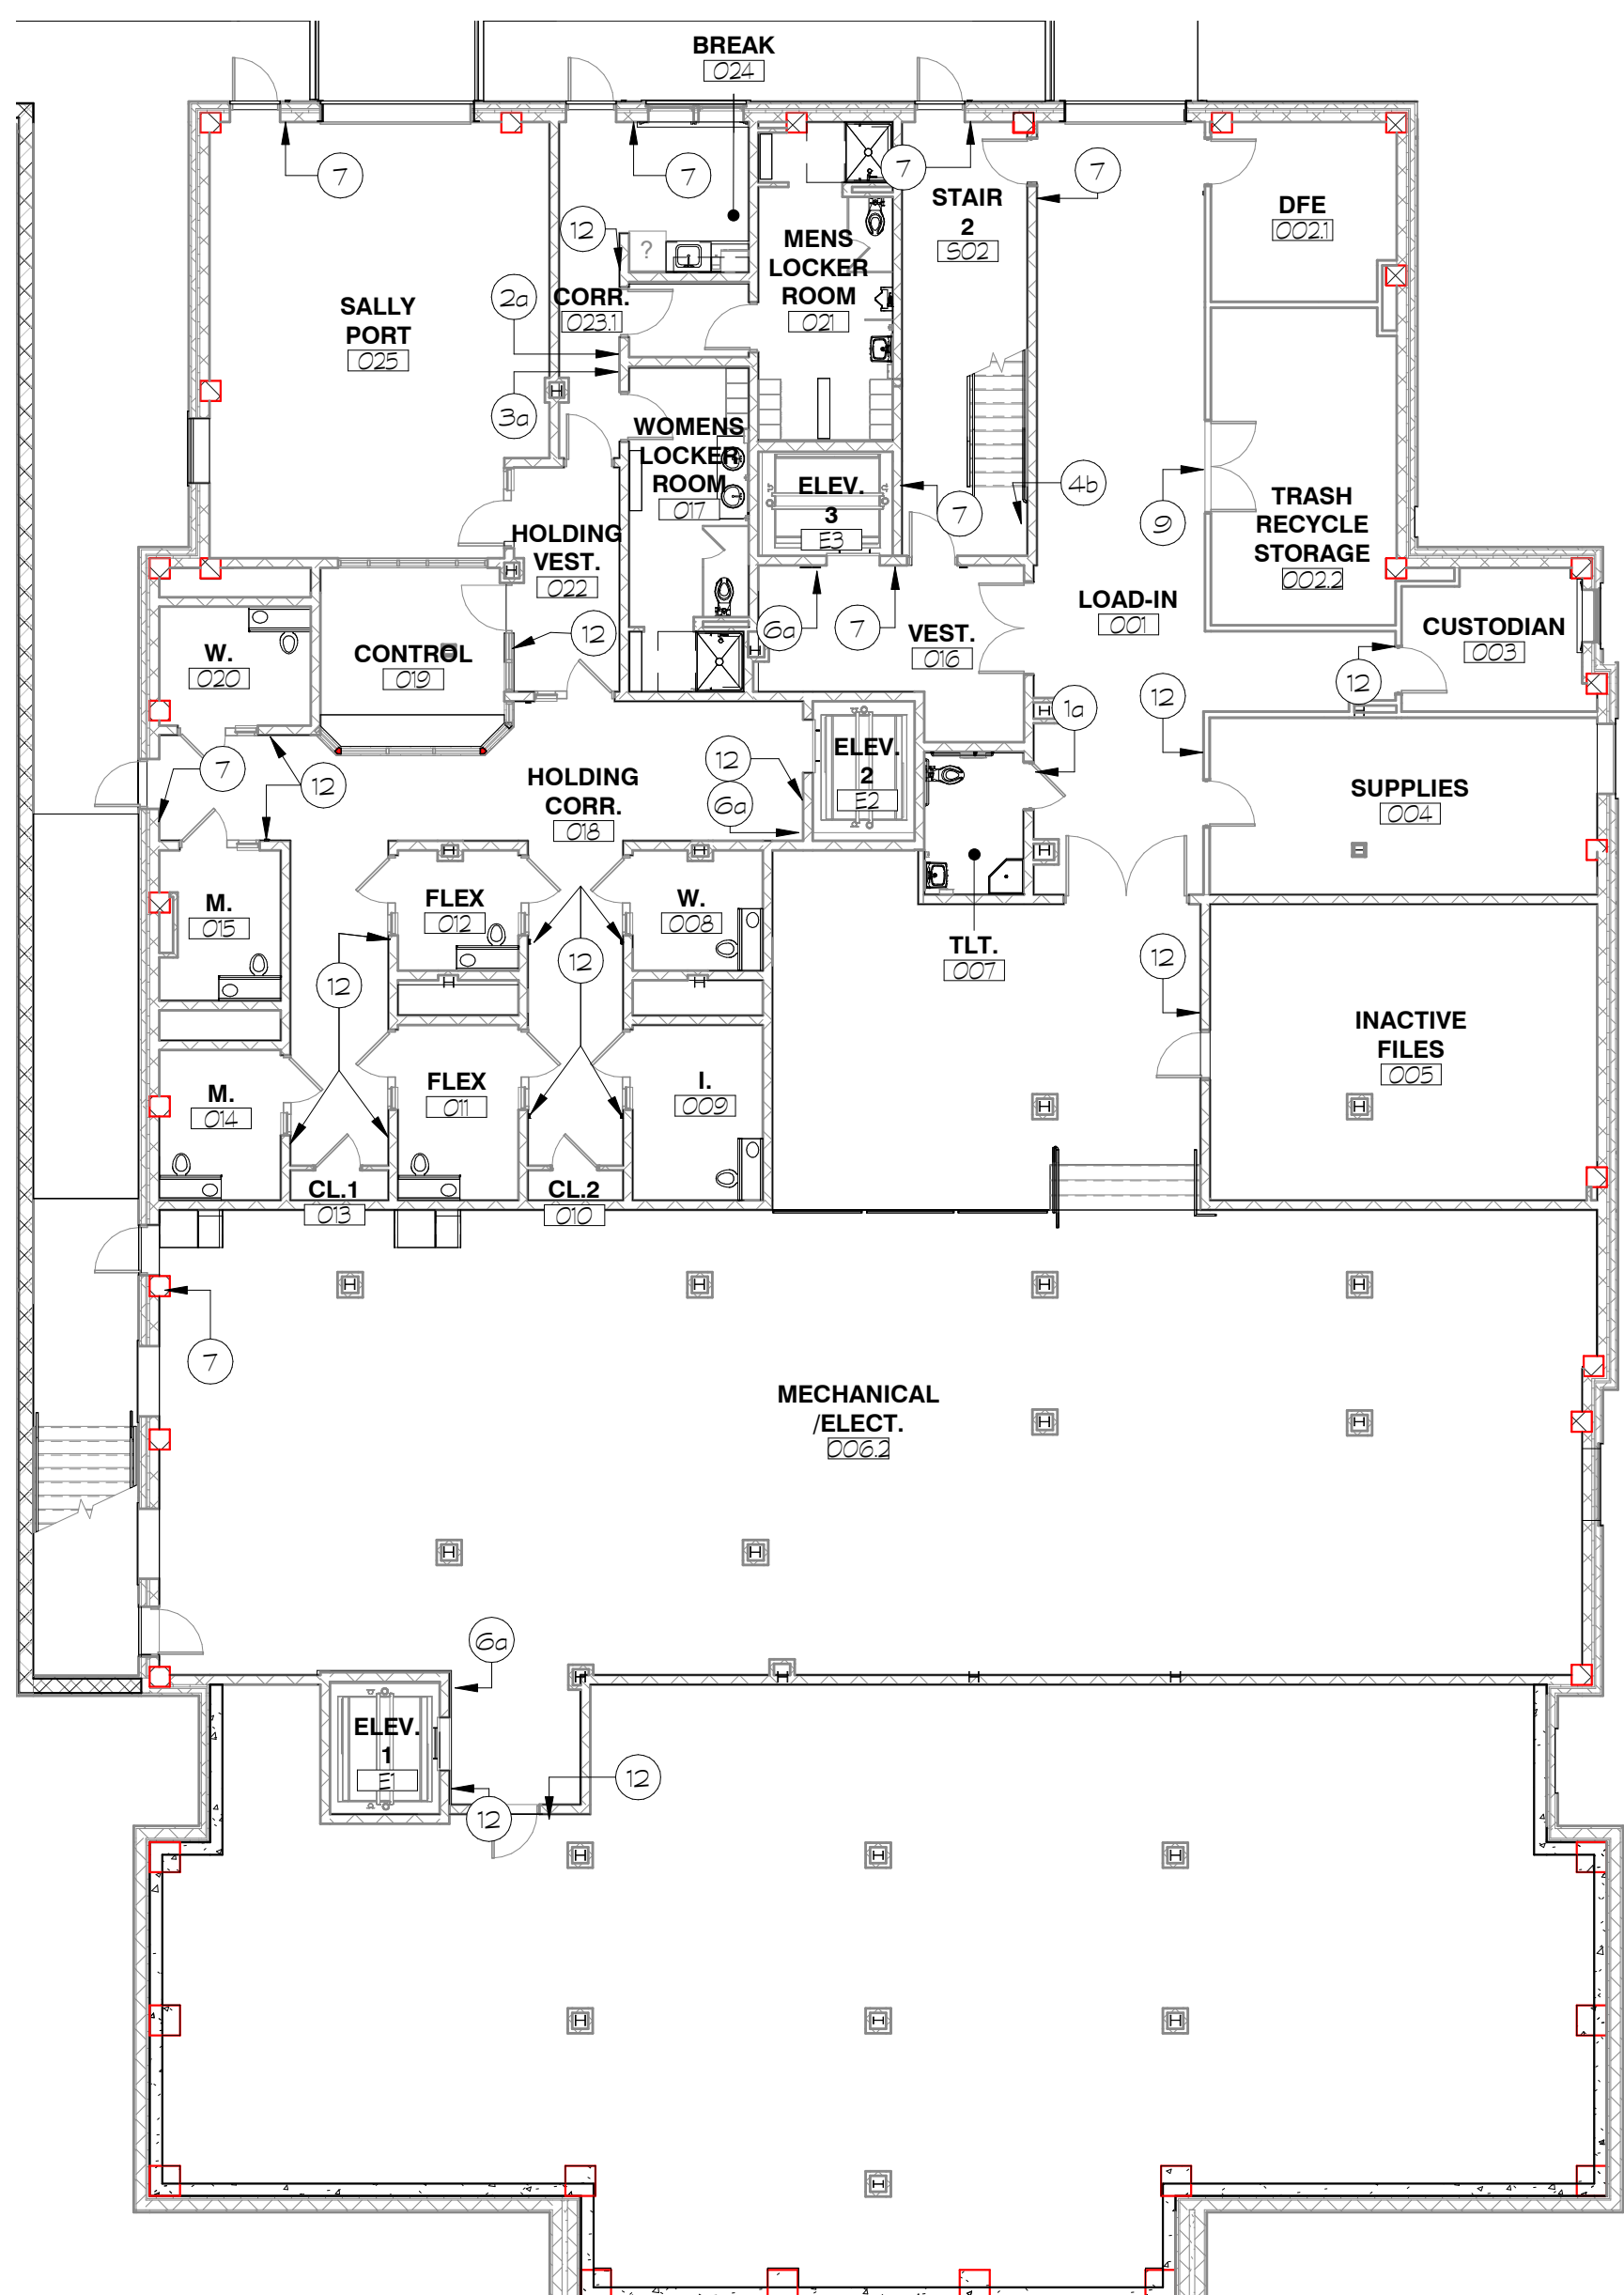 BREAK
024
7
7
7
7
STAIR
2
S02
DFE
002.1
12
?
MENS
LOCKER
ROOM
021
SALLY
PORT
025
2a
CORR.
023.1
3a
WOMENS
LOCKER
ROOM
017
ELEV.
3
E3
7
4b
9
TRASH
RECYCLE
STORAGE
002.2
HOLDING
VEST.
022
12
6a
7
VEST.
016
LOAD-IN
001
CUSTODIAN
003
W.
020
CONTROL
019
12
12
1a
7
12
HOLDING
CORR.
018
12
6a
ELEV.
2
E2
SUPPLIES
004
M.
015
FLEX
012
W.
008
12
12
TLT.
007
12
INACTIVE
FILES
005
M.
014
FLEX
011
I.
009
CL.1
013
CL.2
010
7
MECHANICAL
/ELECT.
006.2
6a
ELEV.
1
E1
12
12